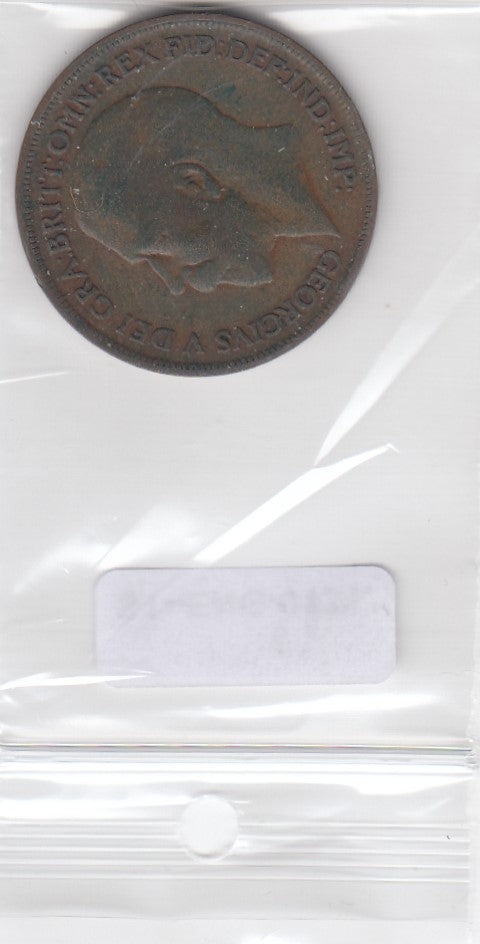 GEORGIVS V DEI GRA:BRITT:OMN:REX FID:DEF:IND:IMP: